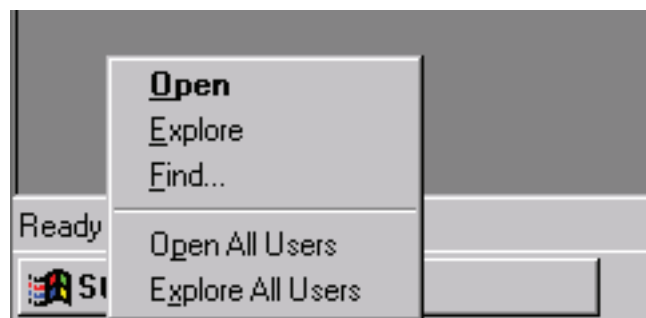 Open
Explore
Find...
Ready
Open All Users
Explore All Users